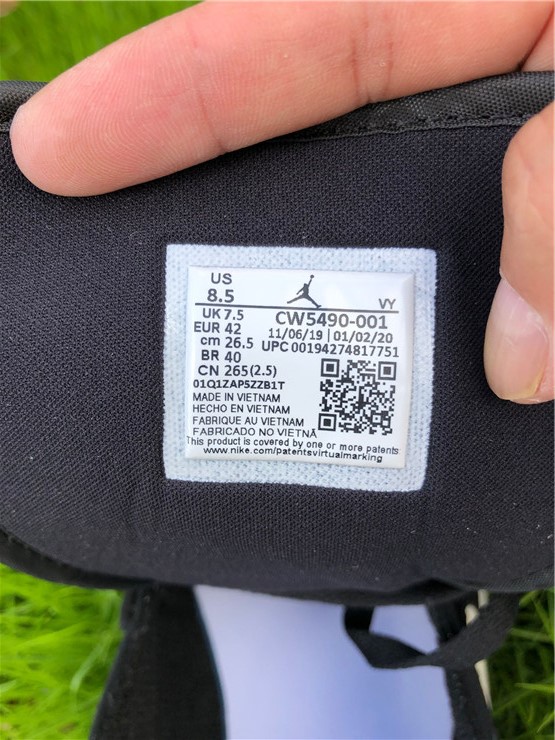 US
8.5
VY
UK 7.5
CW5490-001
EUR 42
11/06/19 | 01/02/20
cm 26.5
UPC 00194274817751
BR 40
CN 265(2.5)
01Q1ZAP5ZZB1T
MADE IN VIETNAM
HECHO EN VIETNAM
FABRIQUE AU VIETNAM
FABRICADO NO VIETNÃ
This product is covered by one or more patents
www.nike.com/patentsvirtualmarking